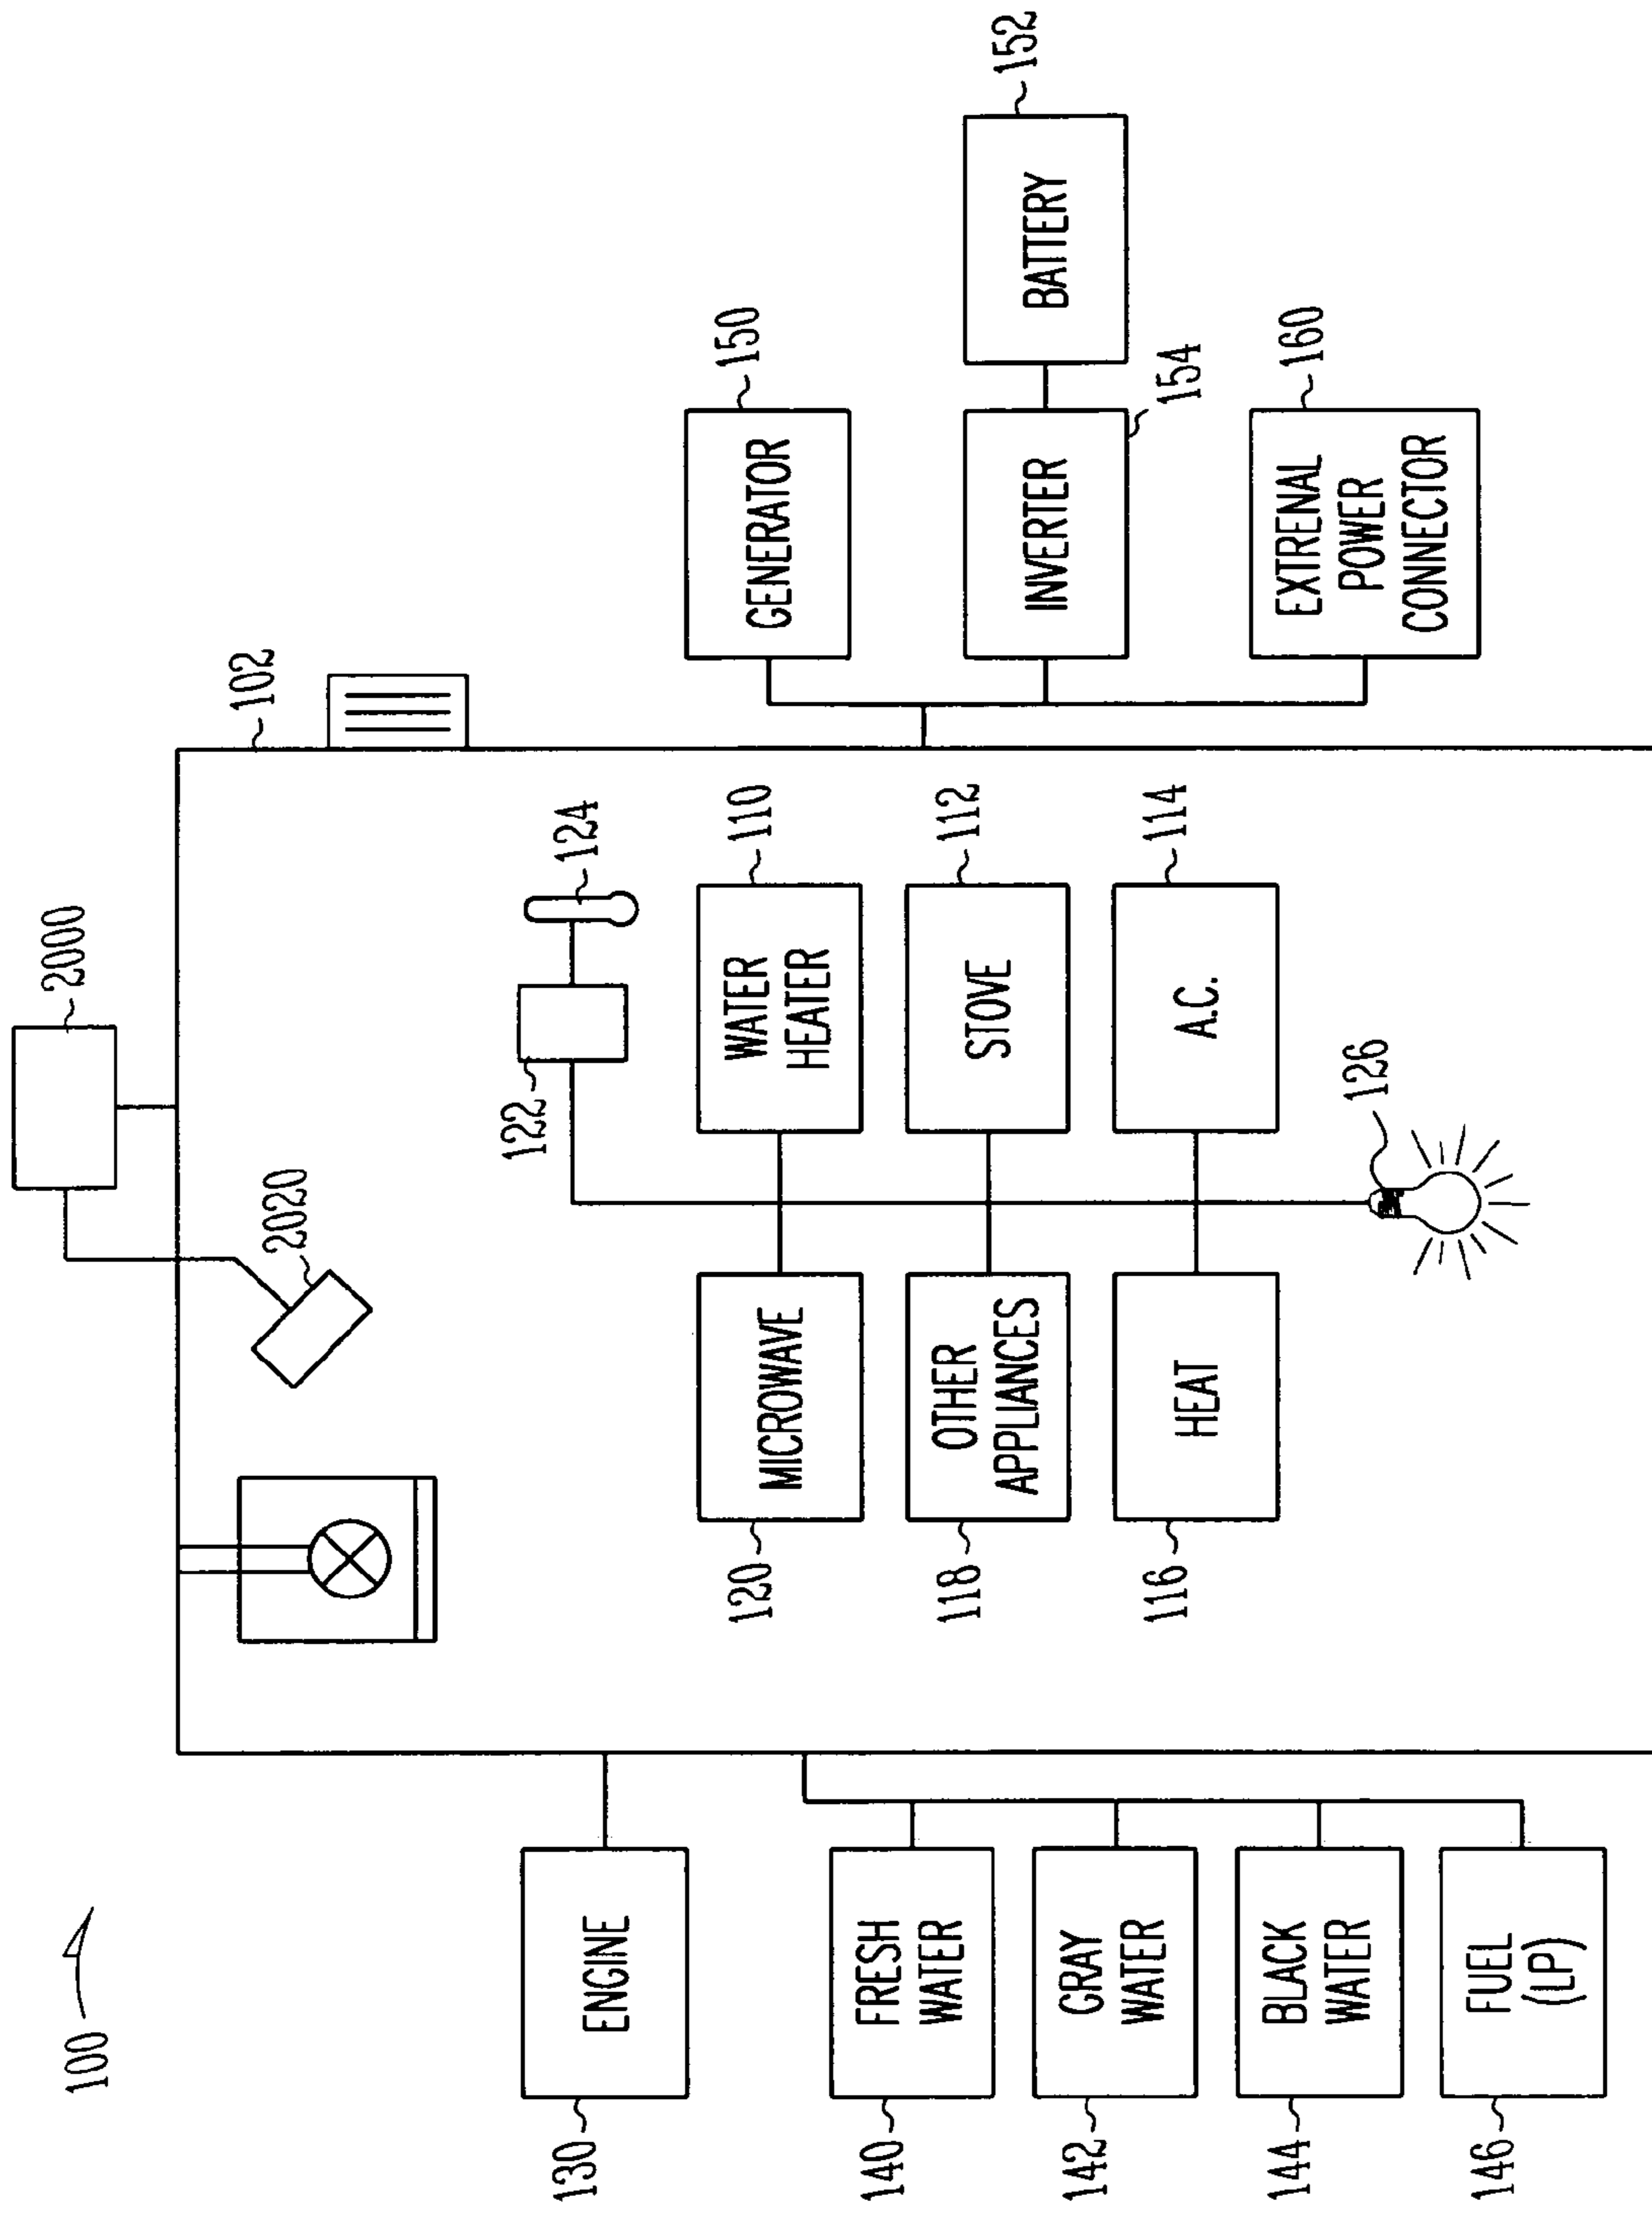 100
2000
2020
102
122
124
120
MICROWAVE
WATER
HEATER
110
118
OTHER
APPLIANCES
STOVE
112
116
HEAT
A.C.
114
126
130
ENGINE
140
FRESH
WATER
142
GRAY
WATER
144
BLACK
WATER
146
FUEL
(LP)
GENERATOR
150
INVERTER
154
BATTERY
152
EXTRENAL
POWER
CONNECTOR
160